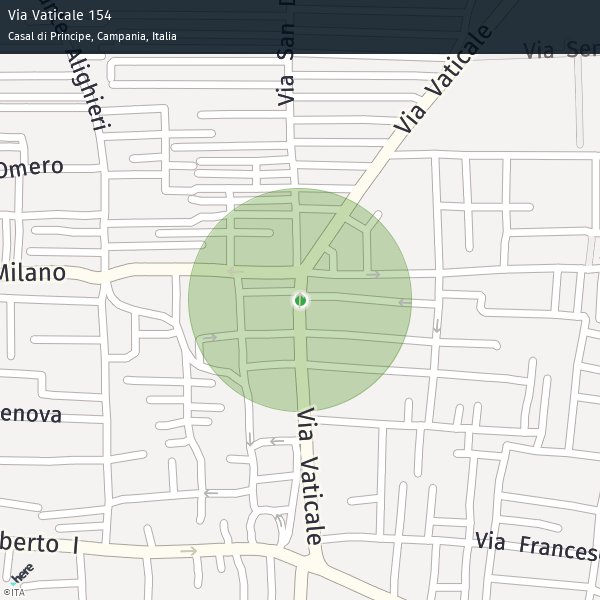 Via Vaticale 154
Casal di Principe, Campania, Italia
Alighieri
Via San D
Via Vaticale
Via Ser
Omero
Milano
enova
Via Vaticale
berto I
Via Frances
here
©ITA